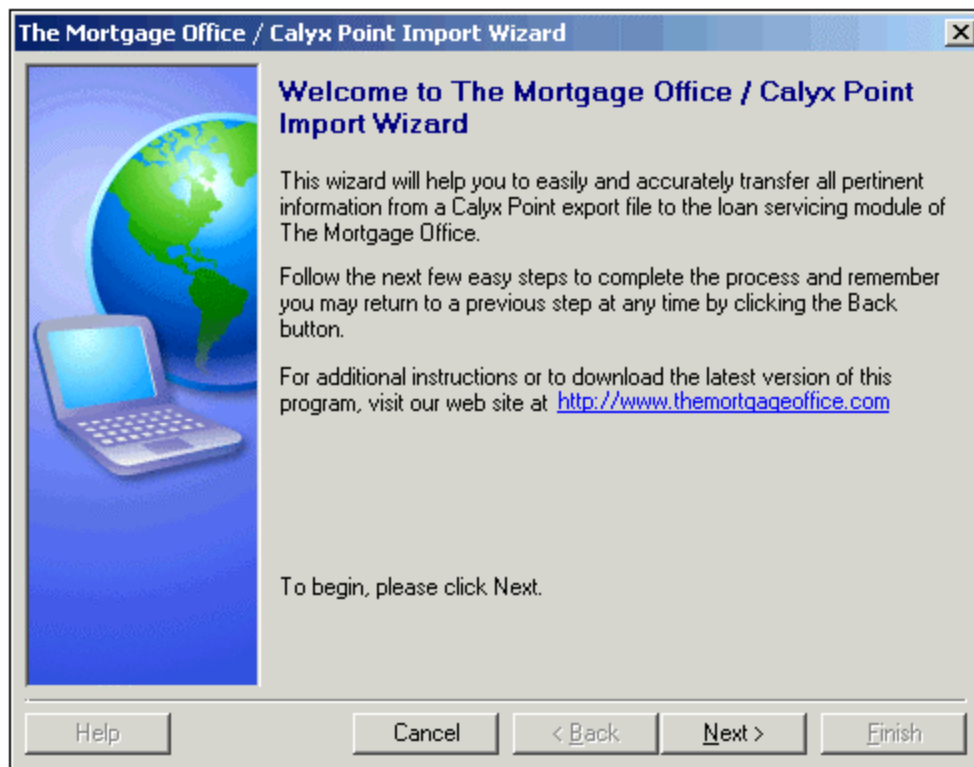 The Mortgage Office / Calyx Point Import Wizard
Welcome to The Mortgage Office / Calyx Point
Import Wizard
This wizard will help you to easily and accurately transfer all pertinent
information from a Calyx Point export file to the loan servicing module of
The Mortgage Office.
Follow the next few easy steps to complete the process and remember
you may return to a previous step at any time by clicking the Back
button.
For additional instructions or to download the latest version of this
program, visit our web site at http://www.themortgageoffice.com
To begin, please click Next.
Help Cancel < Back Next > Finish